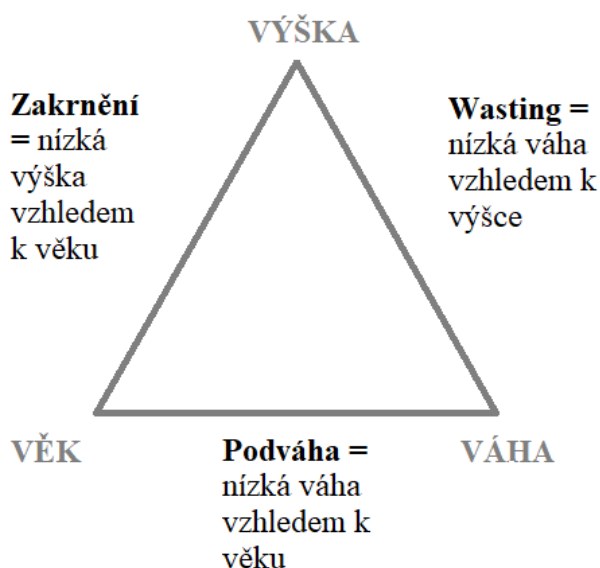 VÝŠKA
Zakrnění
= nízká
výška
vzhledem
k věku
Wasting =
nízká váha
vzhledem k
výšce
VĚK
Podváha =
nízká váha
vzhledem k
věku
VÁHA